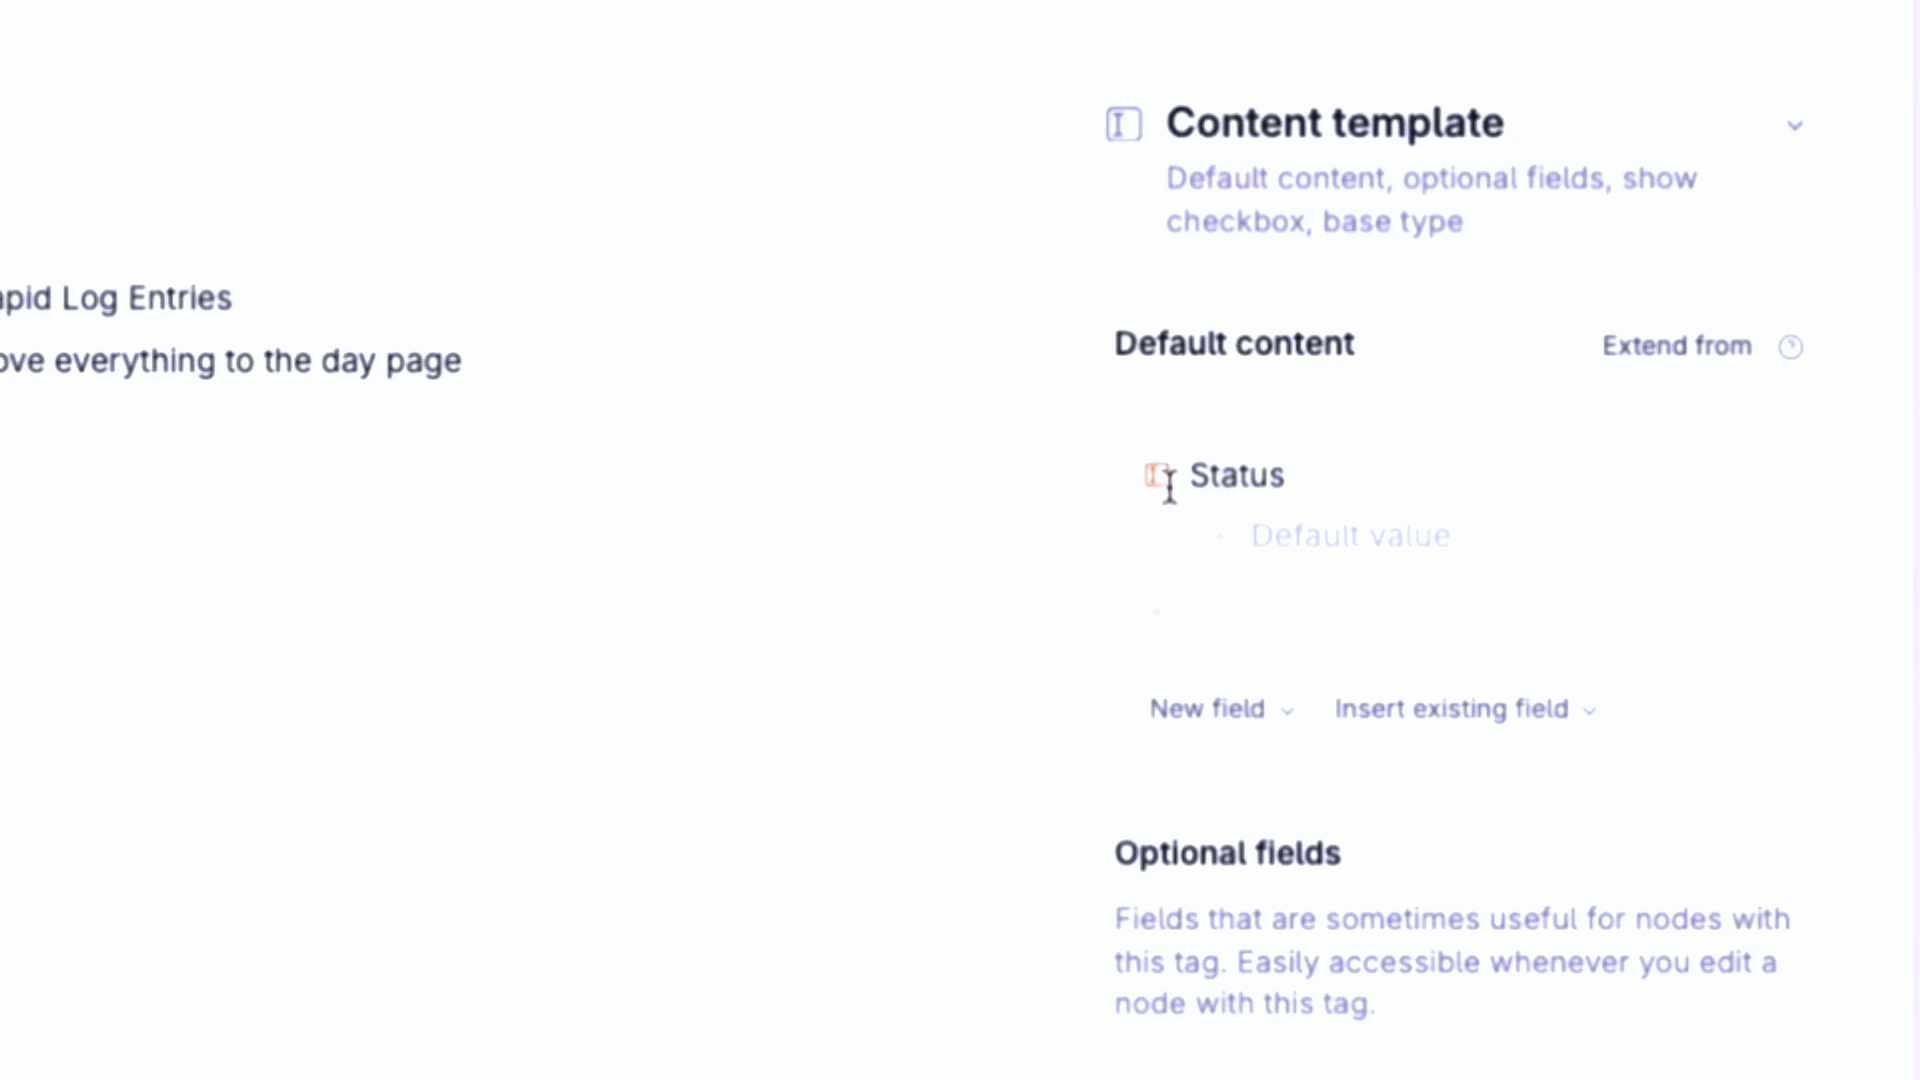 Content template
Default content, optional fields, show
checkbox, base type
Log Entries
everything to the day page
Default content
Extend from
Status
Default value
New field
Insert existing field
Optional fields
Fields that are sometimes useful for nodes with
this tag. Easily accessible whenever you edit a
node with this tag.